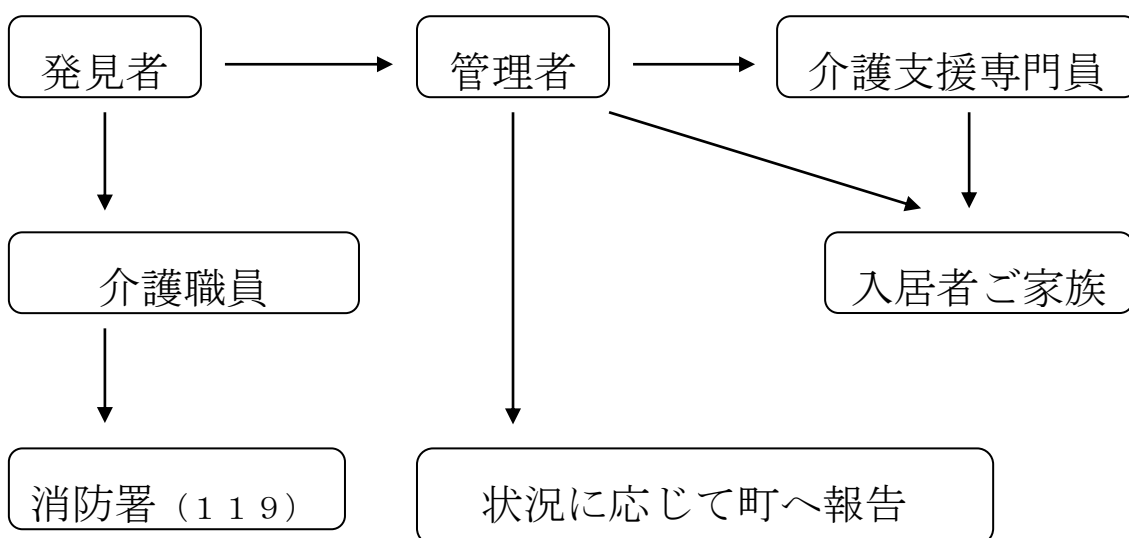 発見者
管理者
介護支援専門員
介護職員
入居者ご家族
消防署（１１９）
状況に応じて町へ報告